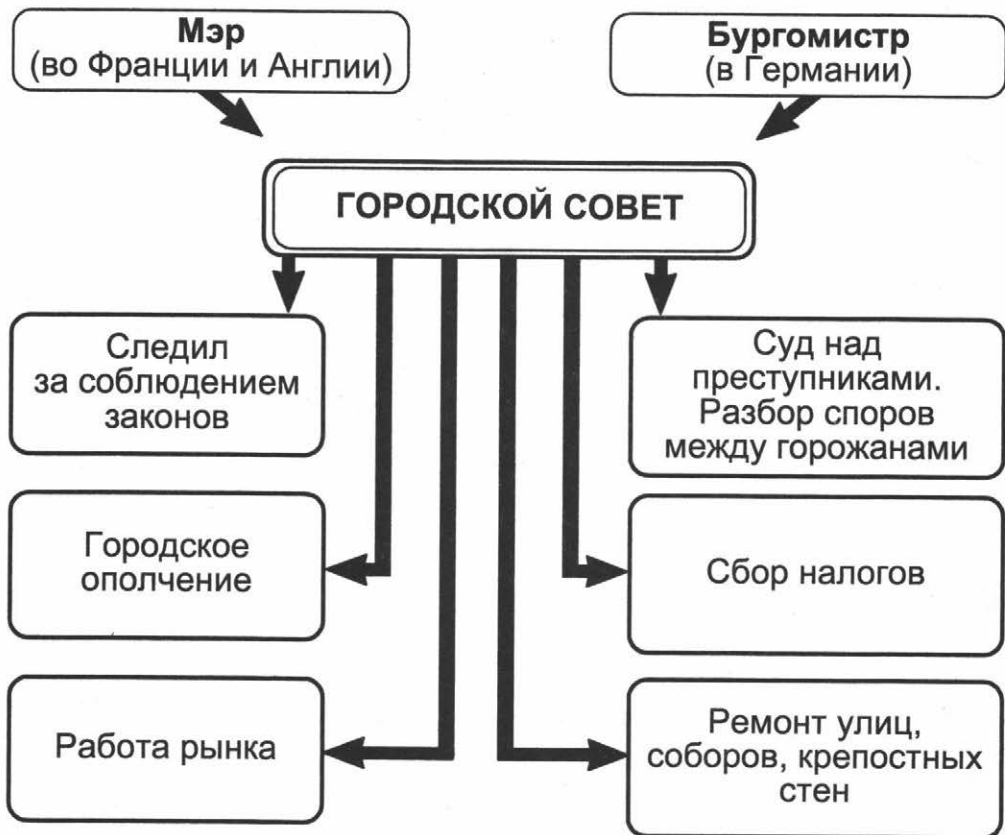 Мэр
(во Франции и Англии)
Бургомистр
(в Германии)
ГОРОДСКОЙ СОВЕТ
Следил
за соблюдением
законов
Суд над
преступниками.
Разбор споров
между горожанами
Городское
ополчение
Сбор налогов
Работа рынка
Ремонт улиц,
соборов, крепостных
стен